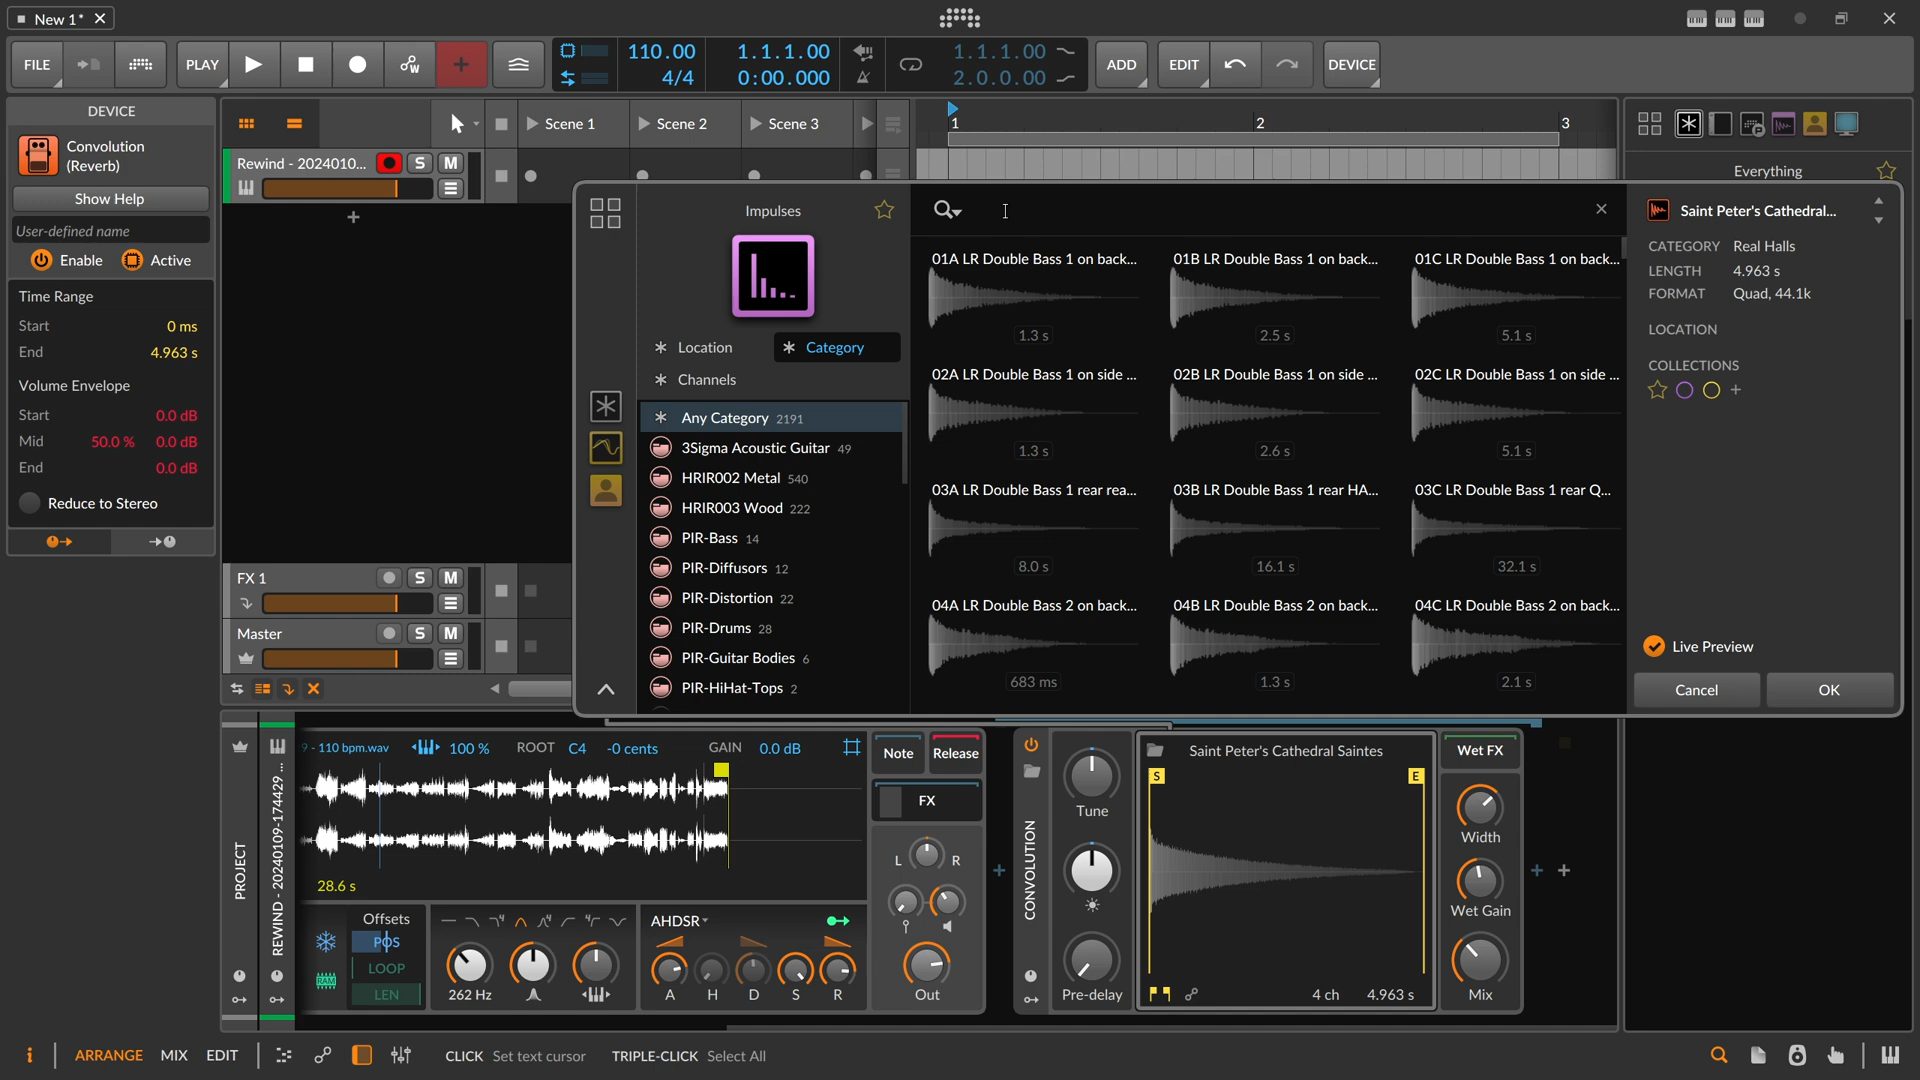 New 1*
FILE
PLAY
110.00
4/4
1.1.1.00
0:00.000
1.1.1.00
2.0.0.00
ADD
EDIT
DEVICE
DEVICE
Convolution
(Reverb)
Show Help
User-defined name
Enable
Active
Time Range
Start 0 ms
End 4.963 s
Volume Envelope
Start 0.0 dB
Mid 50.0 % 0.0 dB
End 0.0 dB
Reduce to Stereo
Scene 1
Scene 2
Scene 3
1
2
3
Rewind - 2024010...
S M
FX 1
S M
Master
S M
Everything
Impulses
* Location
* Category
* Channels
* Any Category 2191
3Sigma Acoustic Guitar 49
HRIR002 Metal 540
HRIR003 Wood 222
PIR-Bass 14
PIR-Diffusors 12
PIR-Distortion 22
PIR-Drums 28
PIR-Guitar Bodies 6
PIR-HiHat-Tops 2
01A LR Double Bass 1 on back...
1.3 s
01B LR Double Bass 1 on back...
2.5 s
01C LR Double Bass 1 on back...
5.1 s
02A LR Double Bass 1 on side ...
1.3 s
02B LR Double Bass 1 on side ...
2.6 s
02C LR Double Bass 1 on side ...
5.1 s
03A LR Double Bass 1 rear rea...
8.0 s
03B LR Double Bass 1 rear HA...
16.1 s
03C LR Double Bass 1 rear Q...
32.1 s
04A LR Double Bass 2 on back...
683 ms
04B LR Double Bass 2 on back...
1.3 s
04C LR Double Bass 2 on back...
2.1 s
Saint Peter's Cathedral...
CATEGORY Real Halls
LENGTH 4.963 s
FORMAT Quad, 44.1k
LOCATION
COLLECTIONS
Live Preview
Cancel
OK
PROJECT
REWIND - 20240109-174429 ...
9 - 110 bpm.wav
100 %
ROOT C4 -0 cents
GAIN 0.0 dB
28.6 s
Offsets
POS
LOOP
LEN
RAM
262 Hz
AHDSR
A H D S R
Note
Release
FX
L R
Out
CONVOLUTION
Tune
Pre-delay
Saint Peter's Cathedral Saintes
S
E
4 ch 4.963 s
Wet FX
Width
Wet Gain
Mix
i
ARRANGE MIX EDIT
CLICK Set text cursor
TRIPLE-CLICK Select All